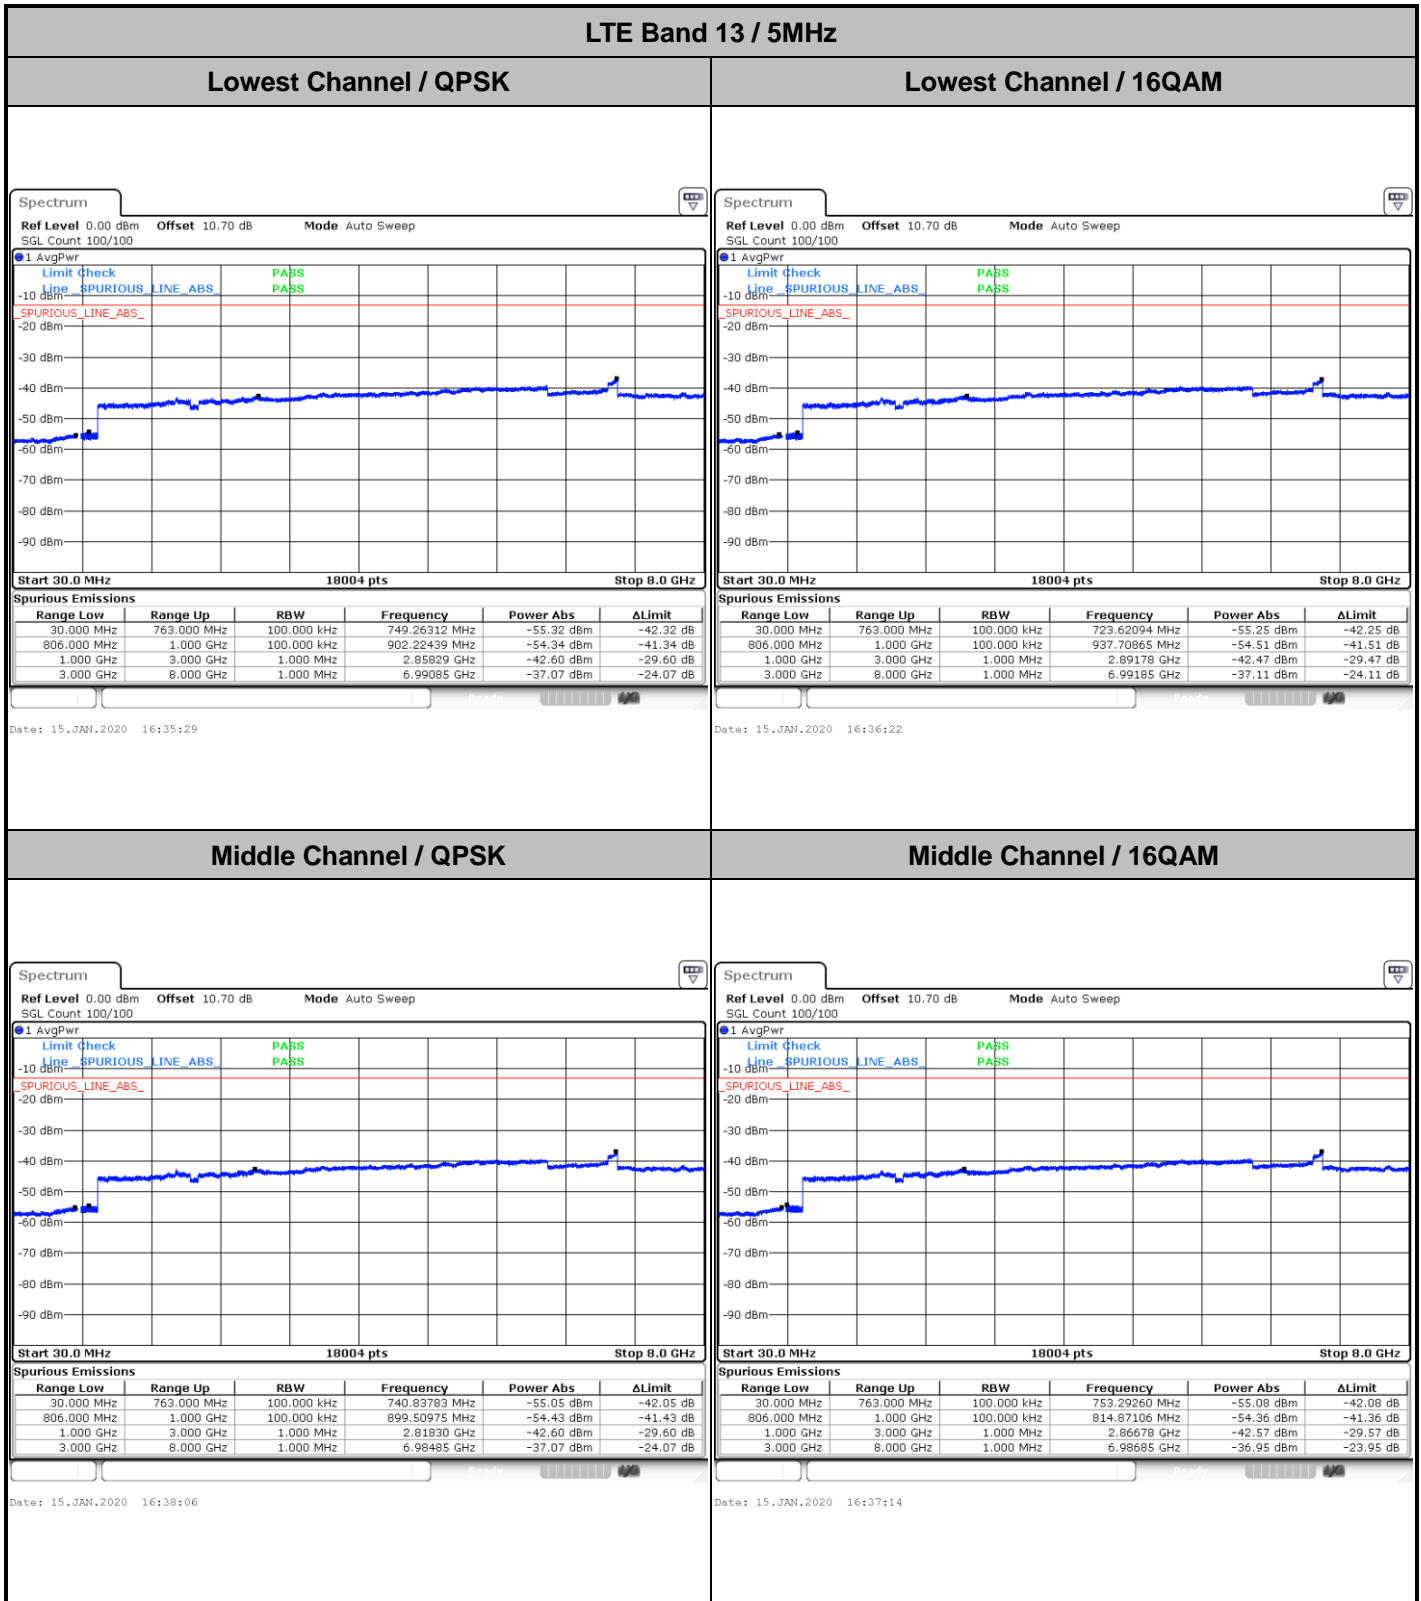 LTE Band 13 / 5MHz
Lowest Channel / QPSK
Lowest Channel / 16QAM
Spectrum
Ref Level 0.00 dBm Offset 10.70 dB Mode Auto Sweep
SGL Count 100/100
1 AvgPwr
Limit Check PASS
Line _SPURIOUS_LINE_ABS_ PASS
-10 dBm
_SPURIOUS_LINE_ABS_
-20 dBm
-30 dBm
-40 dBm
-50 dBm
-60 dBm
-70 dBm
-80 dBm
-90 dBm
Start 30.0 MHz 18004 pts Stop 8.0 GHz
Spurious Emissions
Range Low Range Up RBW Frequency Power Abs ΔLimit
30.000 MHz 763.000 MHz 100.000 kHz 749.26312 MHz -55.32 dBm -42.32 dB
806.000 MHz 1.000 GHz 100.000 kHz 902.22439 MHz -54.34 dBm -41.34 dB
1.000 GHz 3.000 GHz 1.000 MHz 2.85829 GHz -42.60 dBm -29.60 dB
3.000 GHz 8.000 GHz 1.000 MHz 6.99085 GHz -37.07 dBm -24.07 dB
Date: 15.JAN.2020 16:35:29
Spectrum
Ref Level 0.00 dBm Offset 10.70 dB Mode Auto Sweep
SGL Count 100/100
1 AvgPwr
Limit Check PASS
Line _SPURIOUS_LINE_ABS_ PASS
-10 dBm
_SPURIOUS_LINE_ABS_
-20 dBm
-30 dBm
-40 dBm
-50 dBm
-60 dBm
-70 dBm
-80 dBm
-90 dBm
Start 30.0 MHz 18004 pts Stop 8.0 GHz
Spurious Emissions
Range Low Range Up RBW Frequency Power Abs ΔLimit
30.000 MHz 763.000 MHz 100.000 kHz 723.62094 MHz -55.25 dBm -42.25 dB
806.000 MHz 1.000 GHz 100.000 kHz 937.70865 MHz -54.51 dBm -41.51 dB
1.000 GHz 3.000 GHz 1.000 MHz 2.89178 GHz -42.47 dBm -29.47 dB
3.000 GHz 8.000 GHz 1.000 MHz 6.99185 GHz -37.11 dBm -24.11 dB
Date: 15.JAN.2020 16:36:22
Middle Channel / QPSK
Middle Channel / 16QAM
Spectrum
Ref Level 0.00 dBm Offset 10.70 dB Mode Auto Sweep
SGL Count 100/100
1 AvgPwr
Limit Check PASS
Line _SPURIOUS_LINE_ABS_ PASS
-10 dBm
_SPURIOUS_LINE_ABS_
-20 dBm
-30 dBm
-40 dBm
-50 dBm
-60 dBm
-70 dBm
-80 dBm
-90 dBm
Start 30.0 MHz 18004 pts Stop 8.0 GHz
Spurious Emissions
Range Low Range Up RBW Frequency Power Abs ΔLimit
30.000 MHz 763.000 MHz 100.000 kHz 740.83783 MHz -55.05 dBm -42.05 dB
806.000 MHz 1.000 GHz 100.000 kHz 899.50975 MHz -54.43 dBm -41.43 dB
1.000 GHz 3.000 GHz 1.000 MHz 2.81830 GHz -42.60 dBm -29.60 dB
3.000 GHz 8.000 GHz 1.000 MHz 6.98485 GHz -37.07 dBm -24.07 dB
Date: 15.JAN.2020 16:38:06
Spectrum
Ref Level 0.00 dBm Offset 10.70 dB Mode Auto Sweep
SGL Count 100/100
1 AvgPwr
Limit Check PASS
Line _SPURIOUS_LINE_ABS_ PASS
-10 dBm
_SPURIOUS_LINE_ABS_
-20 dBm
-30 dBm
-40 dBm
-50 dBm
-60 dBm
-70 dBm
-80 dBm
-90 dBm
Start 30.0 MHz 18004 pts Stop 8.0 GHz
Spurious Emissions
Range Low Range Up RBW Frequency Power Abs ΔLimit
30.000 MHz 763.000 MHz 100.000 kHz 753.29260 MHz -55.08 dBm -42.08 dB
806.000 MHz 1.000 GHz 100.000 kHz 814.87106 MHz -54.36 dBm -41.36 dB
1.000 GHz 3.000 GHz 1.000 MHz 2.86678 GHz -42.57 dBm -29.57 dB
3.000 GHz 8.000 GHz 1.000 MHz 6.98685 GHz -36.95 dBm -23.95 dB
Date: 15.JAN.2020 16:37:14